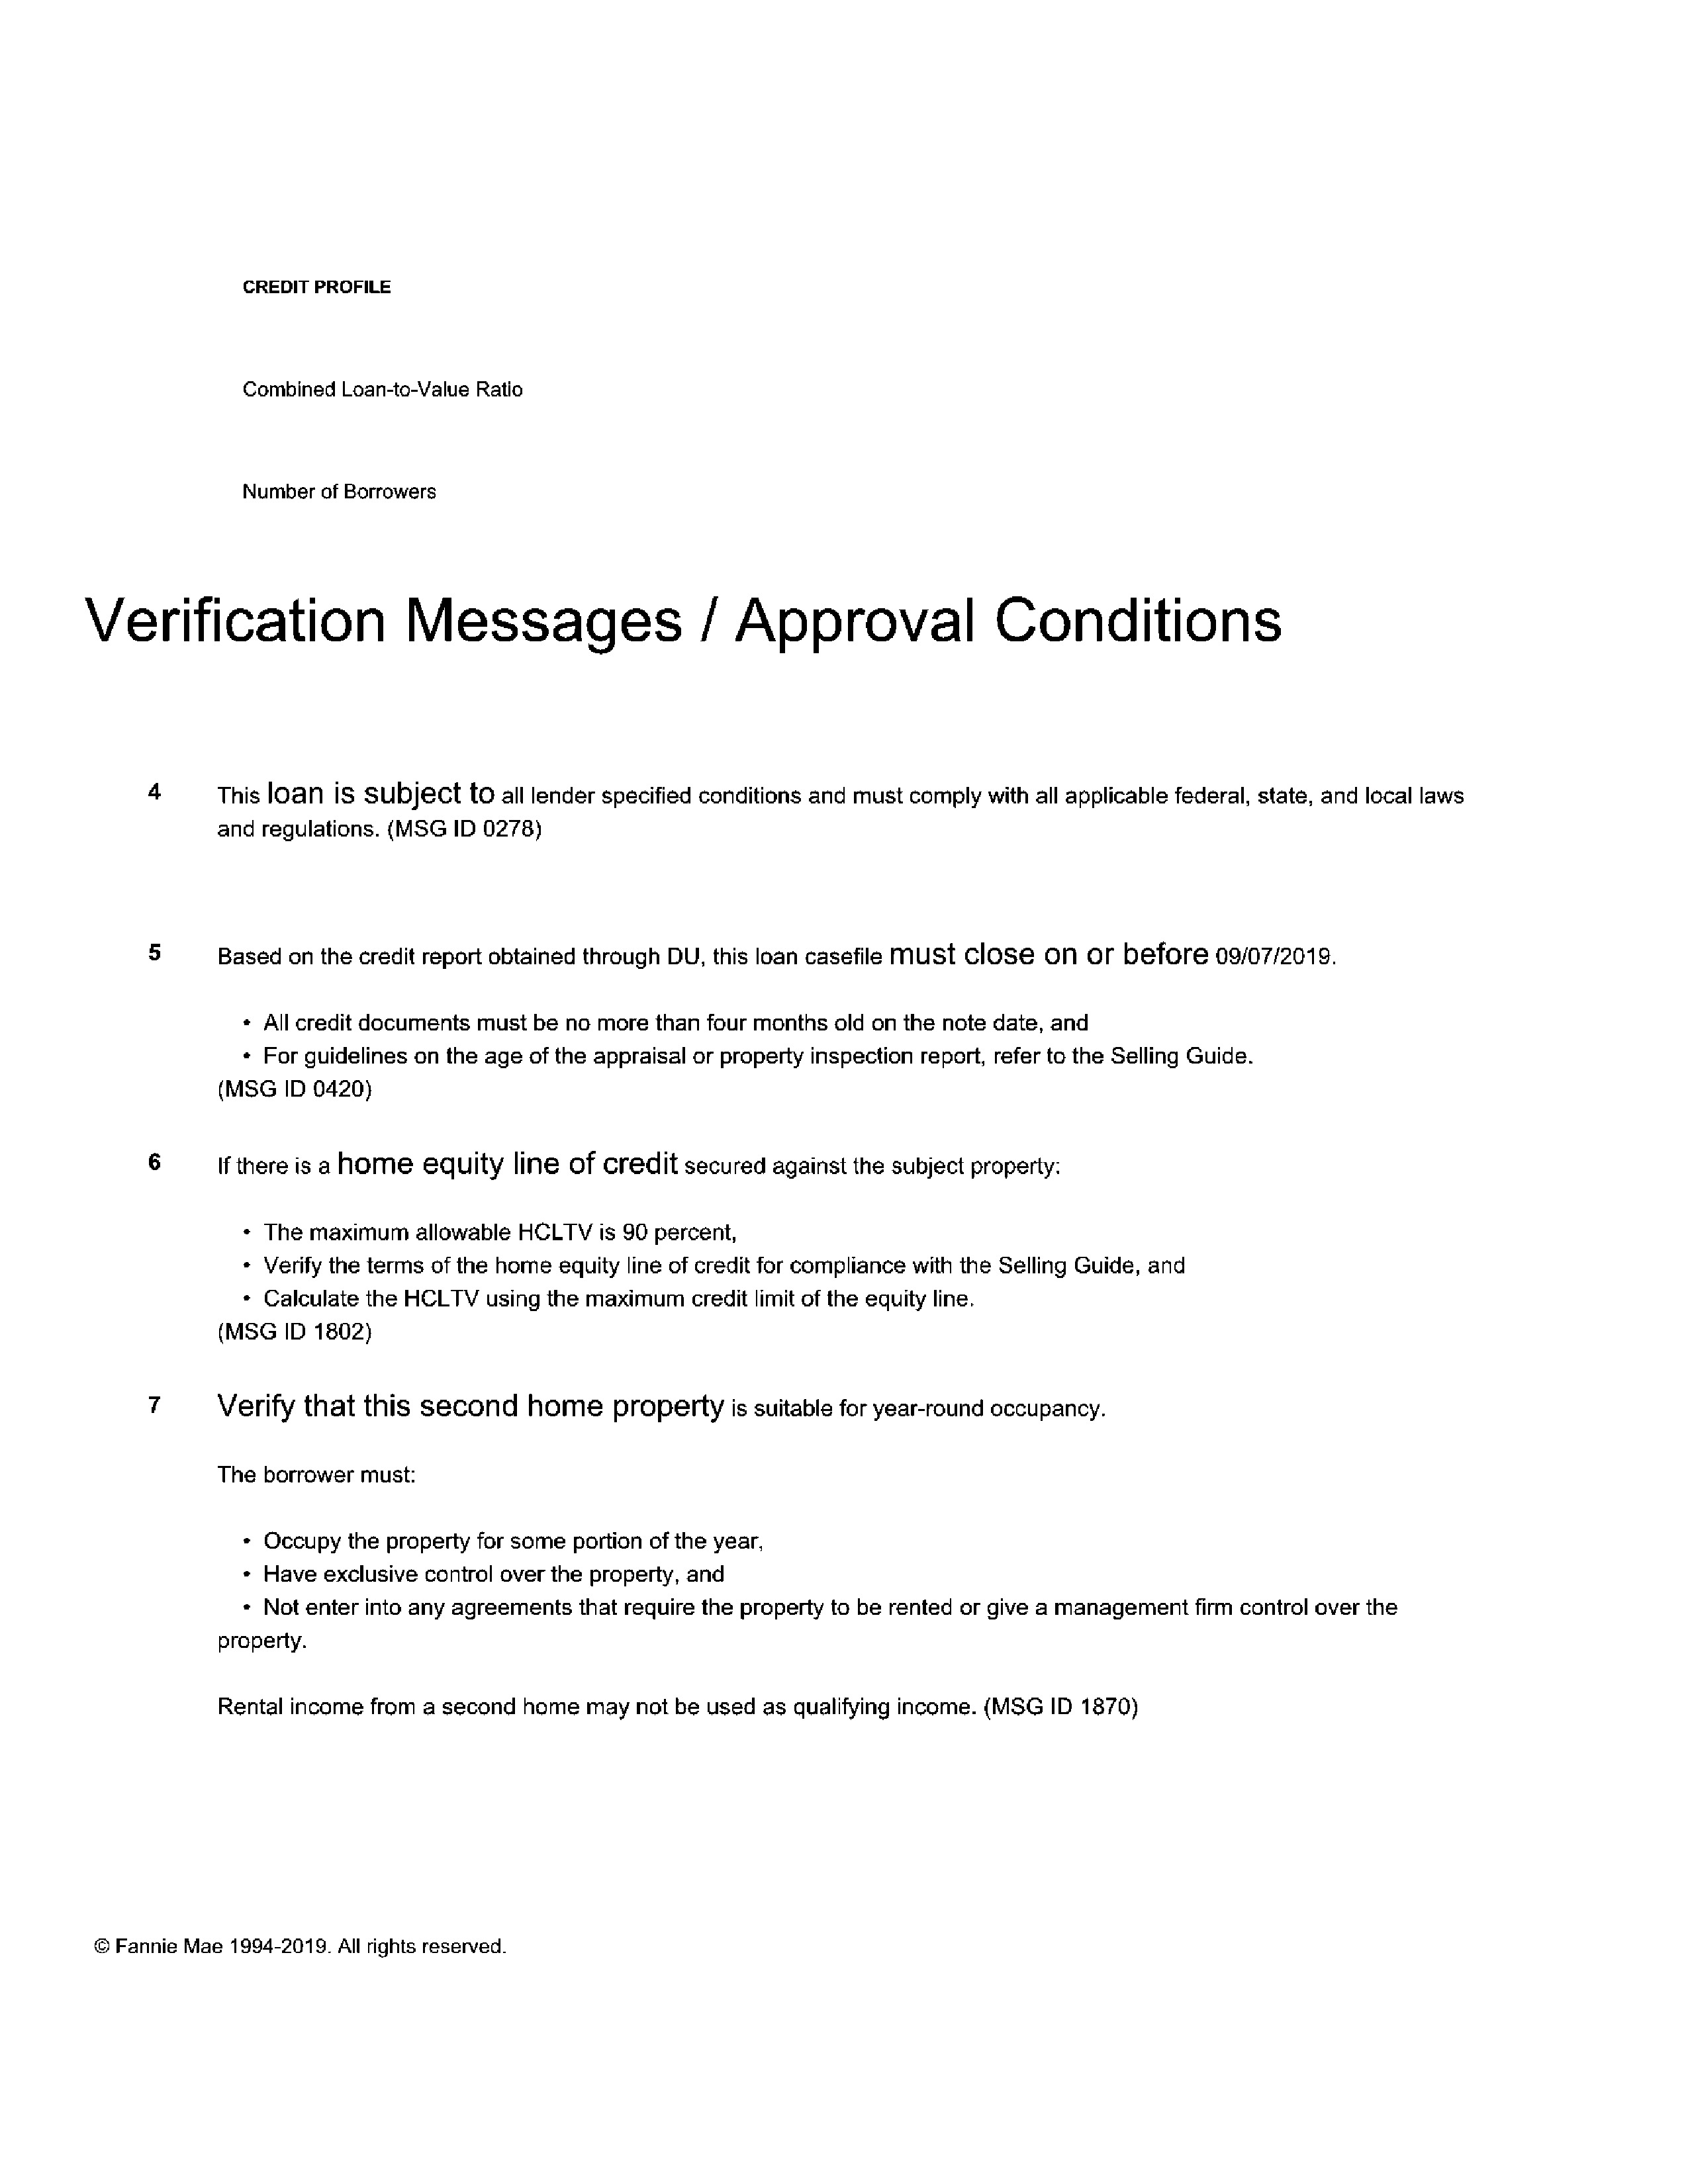 CREDIT PROFILE
Combined Loan-to-Value Ratio
Number of Borrowers
Verification Messages / Approval Conditions
4 This loan is subject to all lender specified conditions and must comply with all applicable federal, state, and local laws
and regulations. (MSG ID 0278)
5 Based on the credit report obtained through DU, this loan casefile must close on or before 09/07/2019.
• All credit documents must be no more than four months old on the note date, and
• For guidelines on the age of the appraisal or property inspection report, refer to the Selling Guide.
(MSG ID 0420)
6 If there is a home equity line of credit secured against the subject property:
• The maximum allowable HCLTV is 90 percent,
• Verify the terms of the home equity line of credit for compliance with the Selling Guide, and
• Calculate the HCLTV using the maximum credit limit of the equity line.
(MSG ID 1802)
7 Verify that this second home property is suitable for year-round occupancy.
The borrower must:
• Occupy the property for some portion of the year,
• Have exclusive control over the property, and
• Not enter into any agreements that require the property to be rented or give a management firm control over the
property.
Rental income from a second home may not be used as qualifying income. (MSG ID 1870)
© Fannie Mae 1994-2019. All rights reserved.